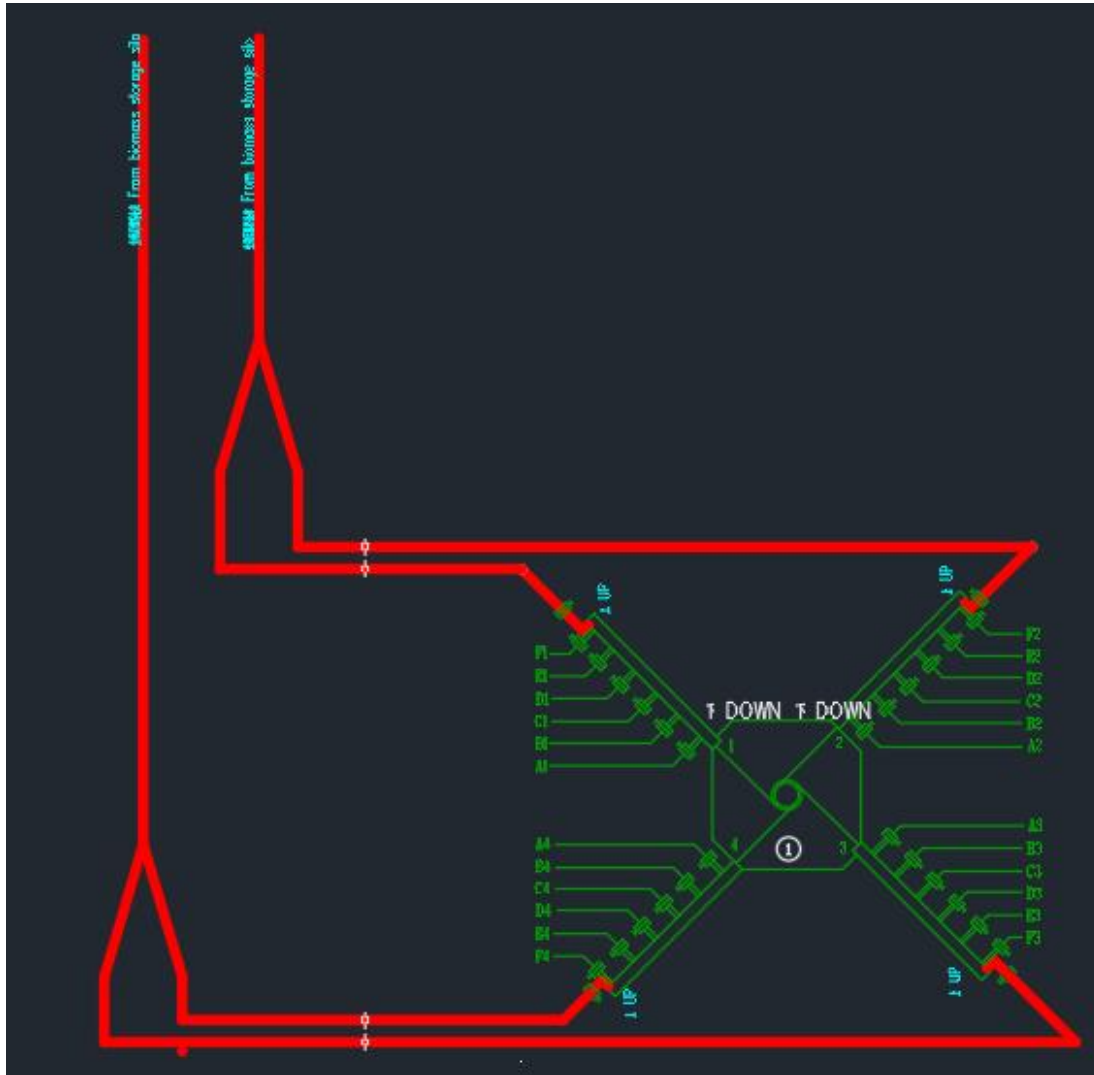 From biomass storage silo
From biomass storage silo
1 UP
1 UP
F1
E1
D1
C1
B1
A1
F2
E2
D2
C2
B2
A2
DOWN
DOWN
1
2
4
3
①
A4
B4
C4
D4
E4
F4
A3
B3
C3
D3
E3
F3
1 UP
1 UP